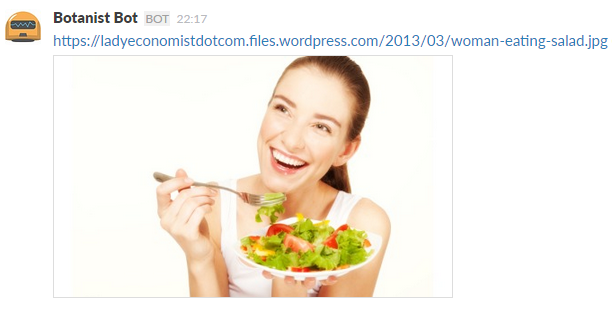 Botanist Bot BOT 22:17
https://ladyeconomistdotcom.files.wordpress.com/2013/03/woman-eating-salad.jpg